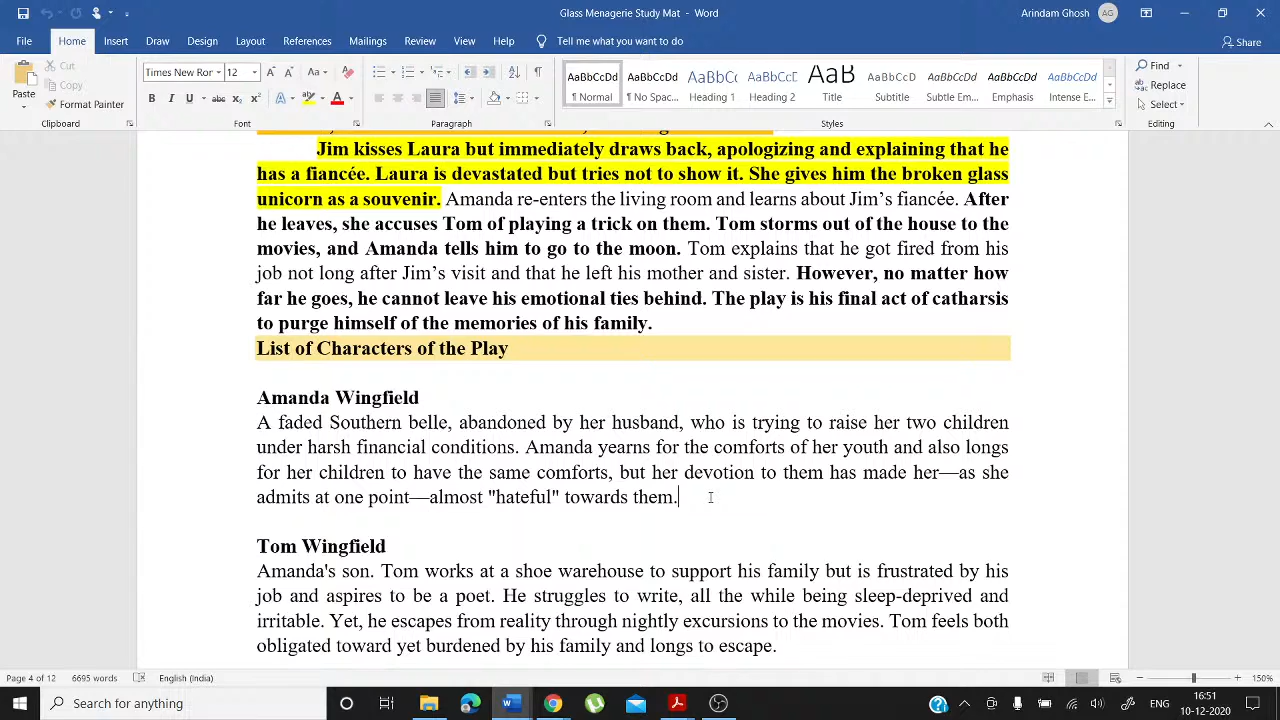 Glass Menagerie Study Mat - Word
Arindam Ghosh AG
File Home Insert Draw Design Layout References Mailings Review View Help Tell me what you want to do Share
Paste Cut Copy Format Painter
Times New Ror 12
AaBbCcDd AaBbCcDd AaBbCc AaBbCcD AaB AaBbCcD AaBbCcDd AaBbCcDd AaBbCcDd
¶ Normal ¶ No Spac... Heading 1 Heading 2 Title Subtitle Subtle Em... Emphasis Intense E...
Find Replace Select
Clipboard Font Paragraph Styles Editing
Jim kisses Laura but immediately draws back, apologizing and explaining that he
has a fiancée. Laura is devastated but tries not to show it. She gives him the broken glass
unicorn as a souvenir. Amanda re-enters the living room and learns about Jim’s fiancée. After
he leaves, she accuses Tom of playing a trick on them. Tom storms out of the house to the
movies, and Amanda tells him to go to the moon. Tom explains that he got fired from his
job not long after Jim’s visit and that he left his mother and sister. However, no matter how
far he goes, he cannot leave his emotional ties behind. The play is his final act of catharsis
to purge himself of the memories of his family.
List of Characters of the Play
Amanda Wingfield
A faded Southern belle, abandoned by her husband, who is trying to raise her two children
under harsh financial conditions. Amanda yearns for the comforts of her youth and also longs
for her children to have the same comforts, but her devotion to them has made her—as she
admits at one point—almost "hateful" towards them.
Tom Wingfield
Amanda's son. Tom works at a shoe warehouse to support his family but is frustrated by his
job and aspires to be a poet. He struggles to write, all the while being sleep-deprived and
irritable. Yet, he escapes from reality through nightly excursions to the movies. Tom feels both
obligated toward yet burdened by his family and longs to escape.
Page 4 of 12 6695 words English (India) 150%
Type here to search
ENG 16:51
10-12-2020